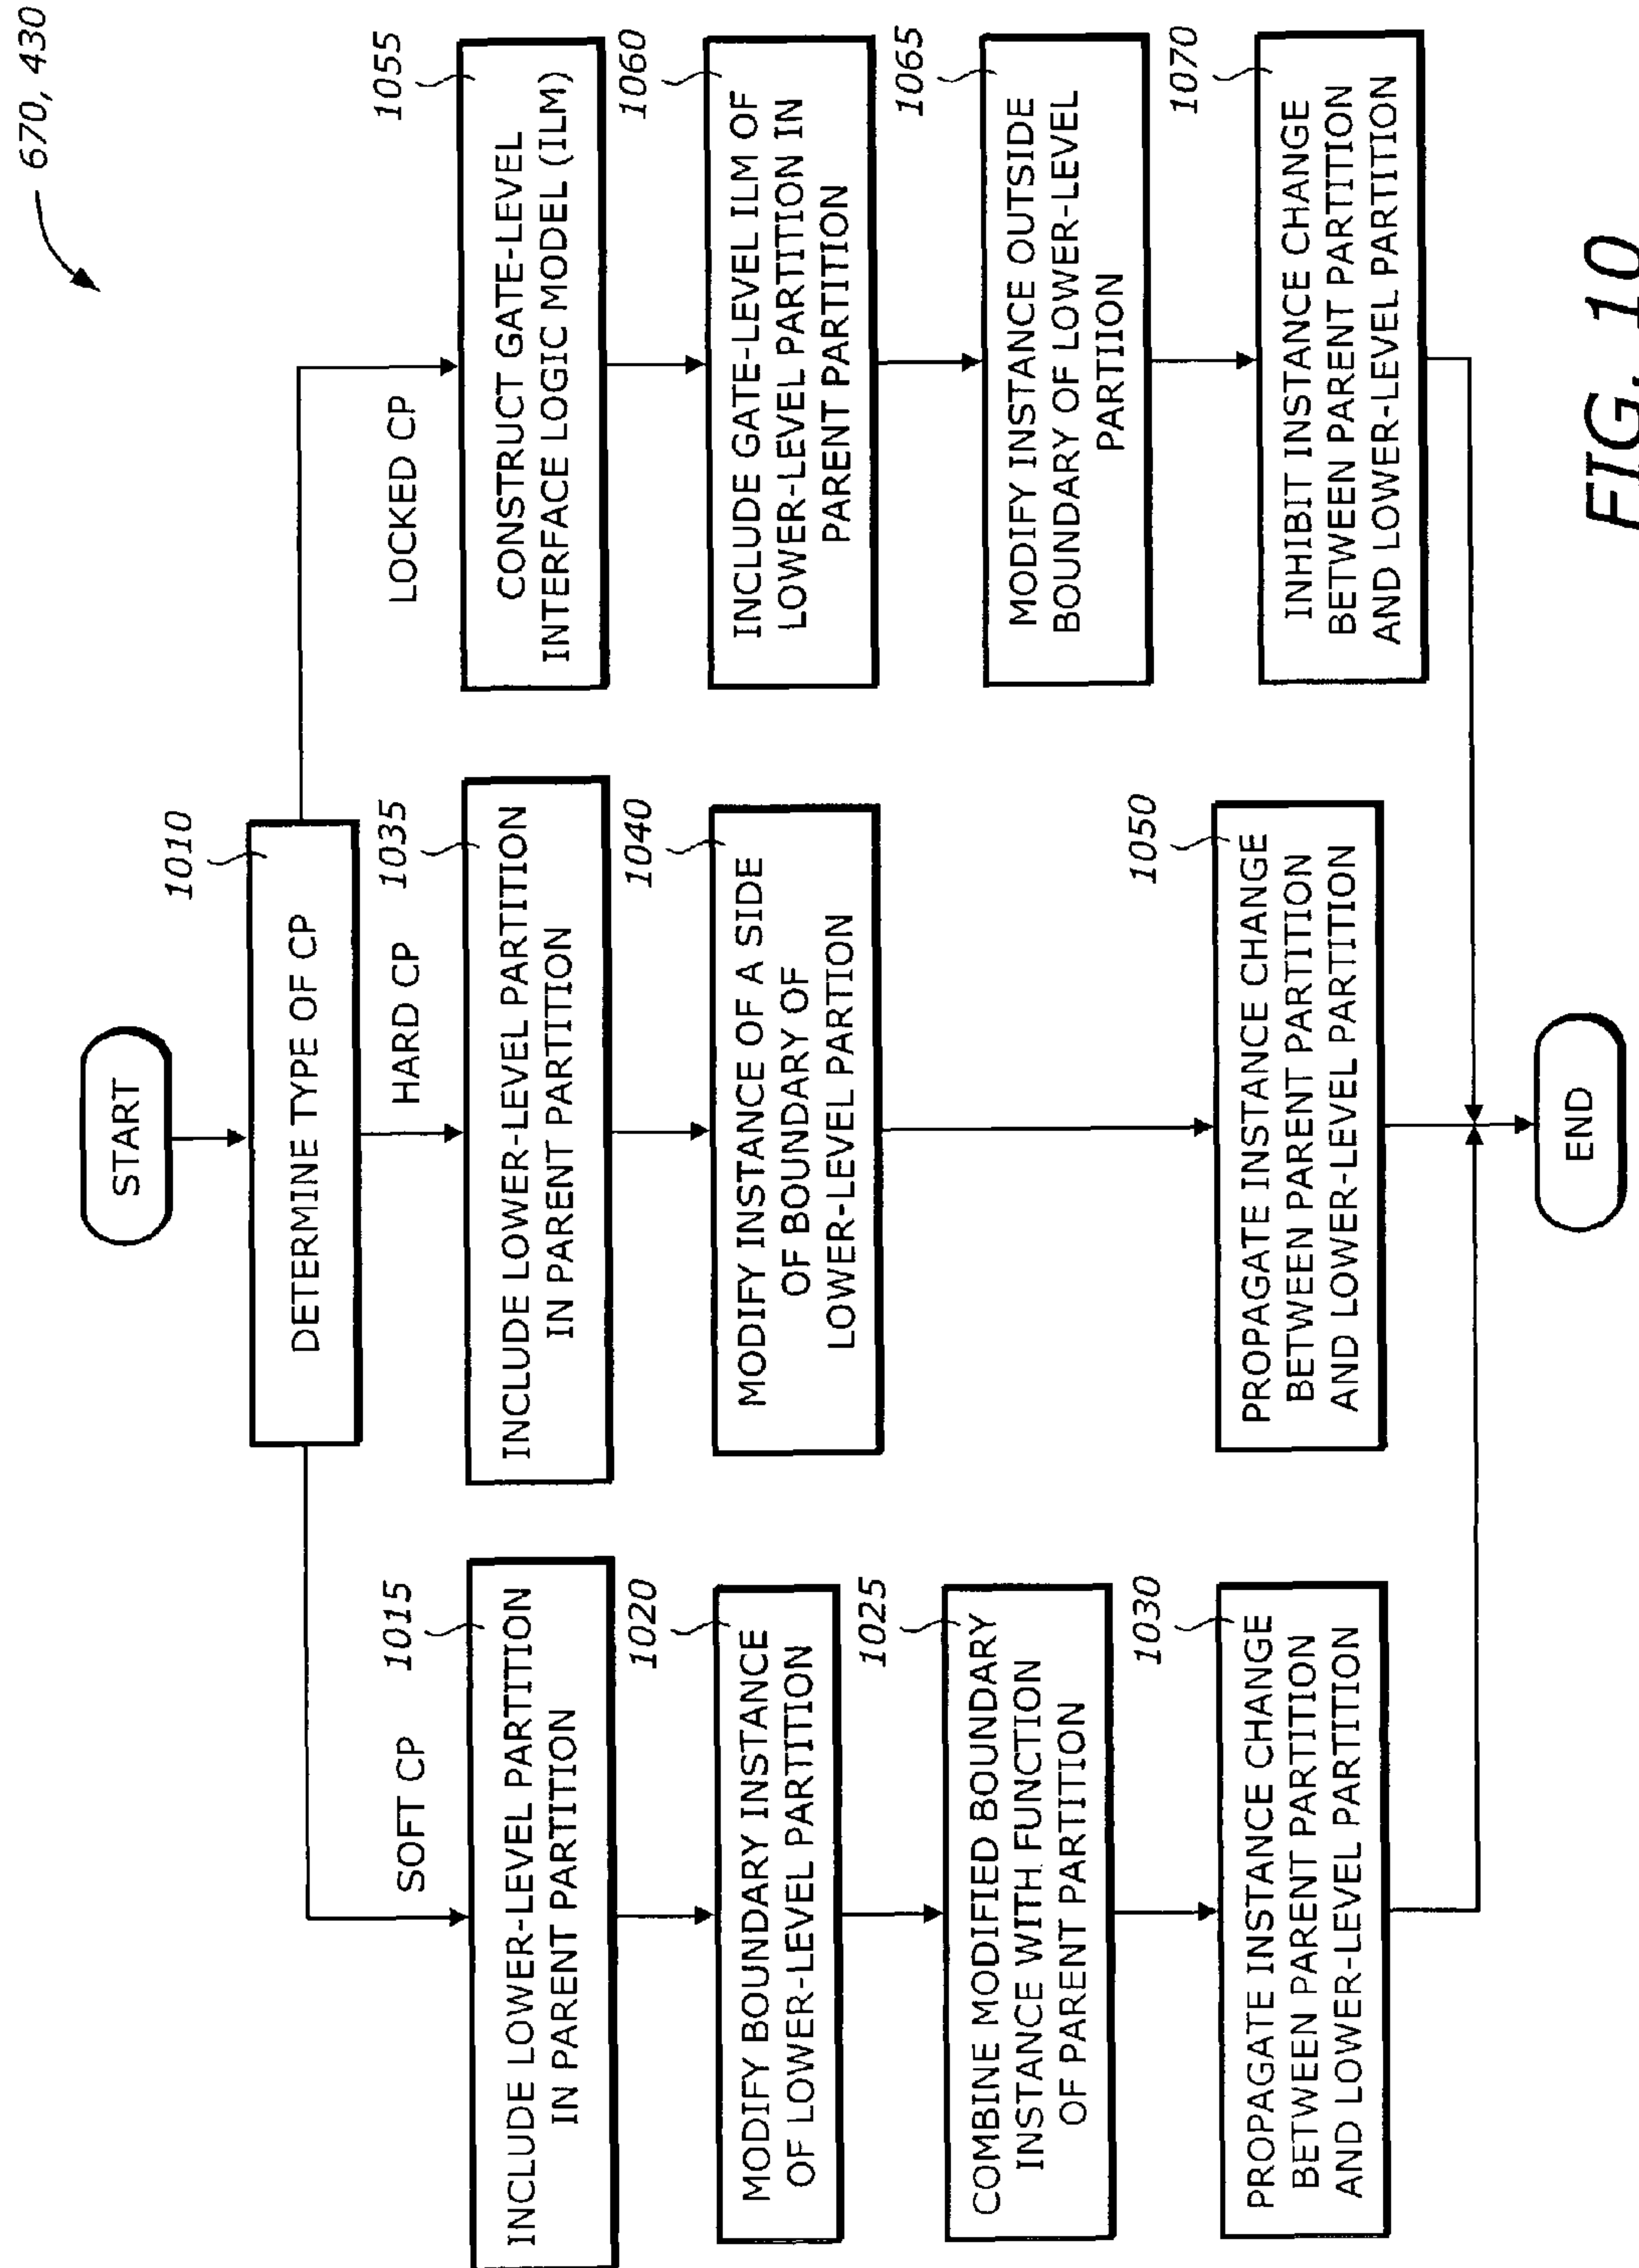 670, 430
START
1010
DETERMINE TYPE OF CP
SOFT CP
1015
INCLUDE LOWER-LEVEL PARTITION
IN PARENT PARTITION
1020
MODIFY BOUNDARY INSTANCE
OF LOWER-LEVEL PARTITION
1025
COMBINE MODIFIED BOUNDARY
INSTANCE WITH FUNCTION
OF PARENT PARTITION
1030
PROPAGATE INSTANCE CHANGE
BETWEEN PARENT PARTITION
AND LOWER-LEVEL PARTITION
HARD CP
1035
INCLUDE LOWER-LEVEL PARTITION
IN PARENT PARTITION
1040
MODIFY INSTANCE OF A SIDE
OF BOUNDARY OF
LOWER-LEVEL PARTION
1050
PROPAGATE INSTANCE CHANGE
BETWEEN PARENT PARTITION
AND LOWER-LEVEL PARTITION
LOCKED CP
1055
CONSTRUCT GATE-LEVEL
INTERFACE LOGIC MODEL (ILM)
1060
INCLUDE GATE-LEVEL ILM OF
LOWER-LEVEL PARTITION IN
PARENT PARTITION
1065
MODIFY INSTANCE OUTSIDE
BOUNDARY OF LOWER-LEVEL
PARTITION
1070
INHIBIT INSTANCE CHANGE
BETWEEN PARENT PARTITION
AND LOWER-LEVEL PARTITION
END
FIG. 10